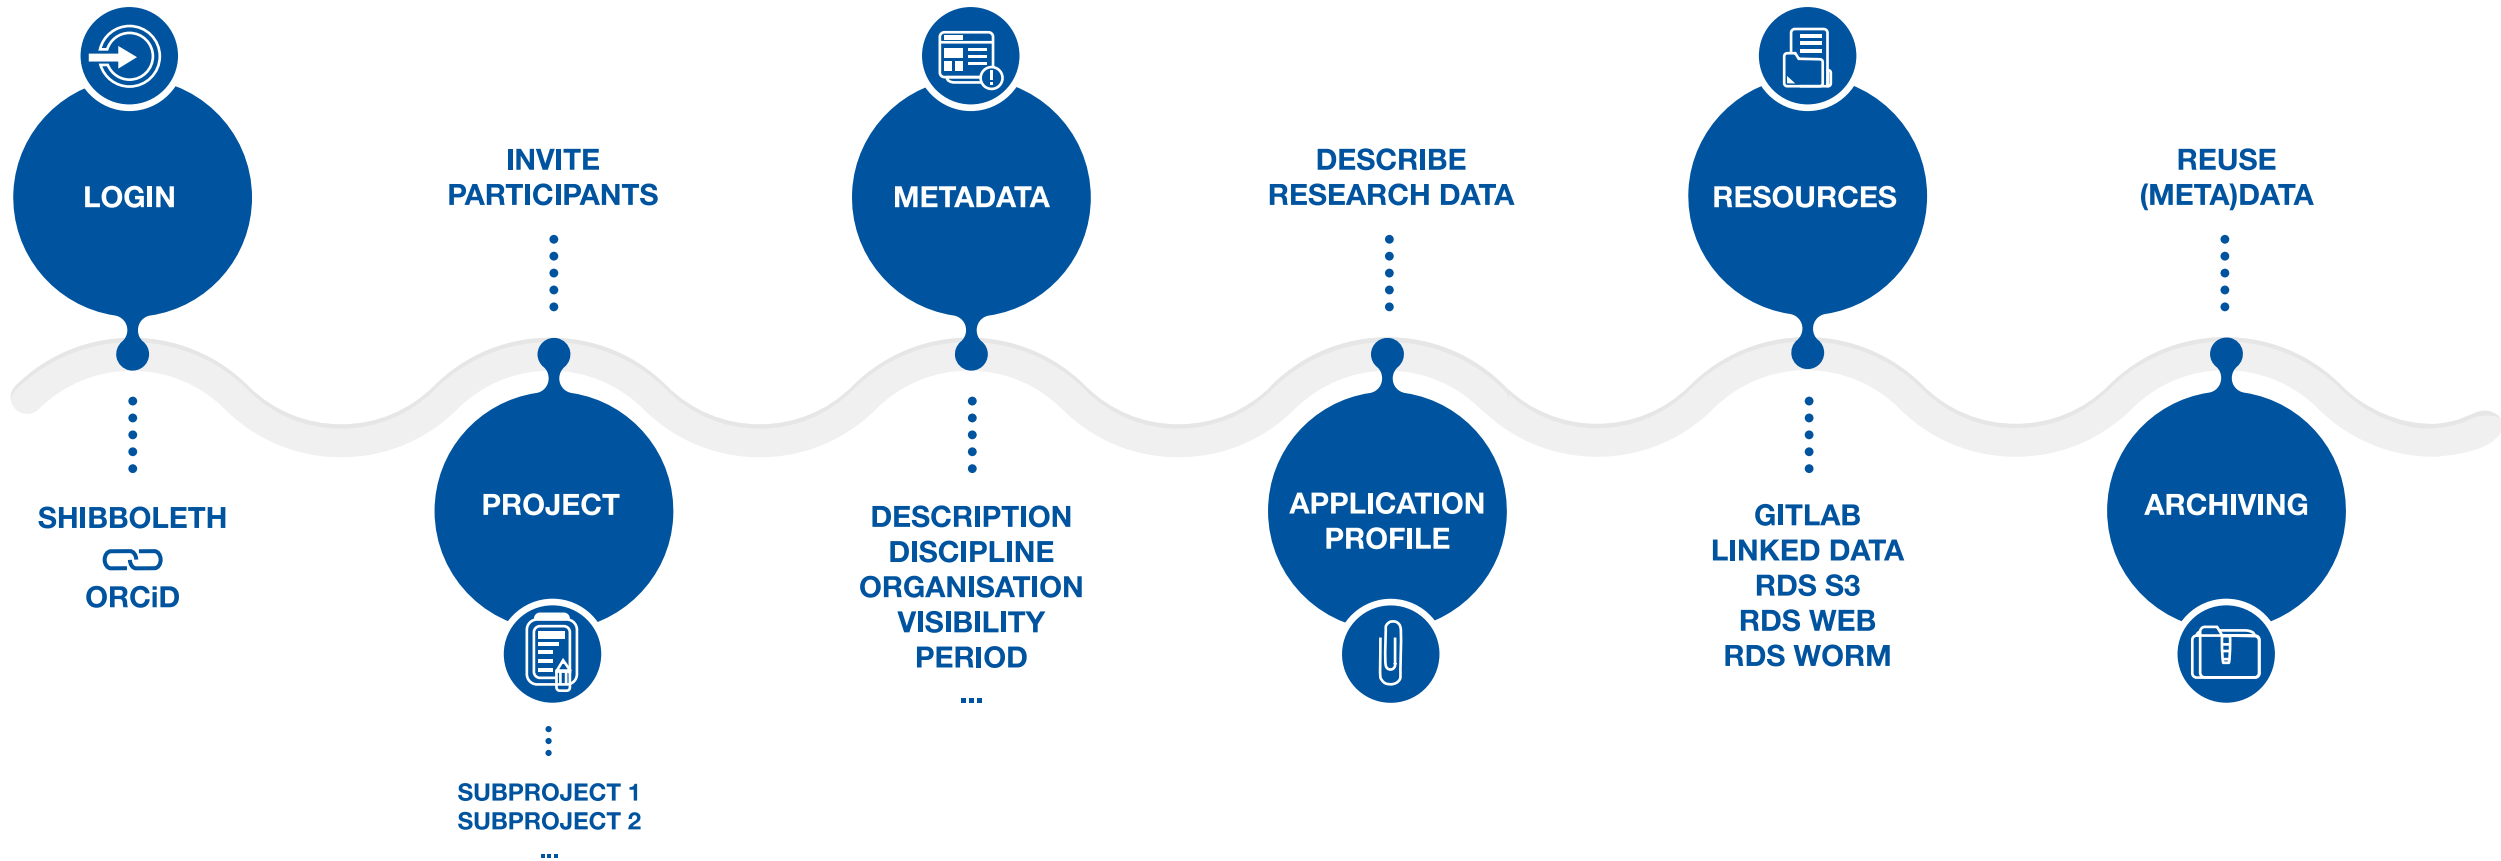 LOGIN
SHIBBOLETH
ORCiD
INVITE
PARTICIPANTS
PROJECT
SUBPROJECT 1
SUBPROJECT 2
...
METADATA
DESCRIPTION
DISCIPLINE
ORGANISATION
VISIBILITY
PERIOD
...
DESCRIBE
RESEARCH DATA
APPLICATION
PROFILE
RESOURCES
GITLAB
LINKED DATA
RDS S3
RDS WEB
RDS WORM
REUSE
(META)DATA
ARCHIVING